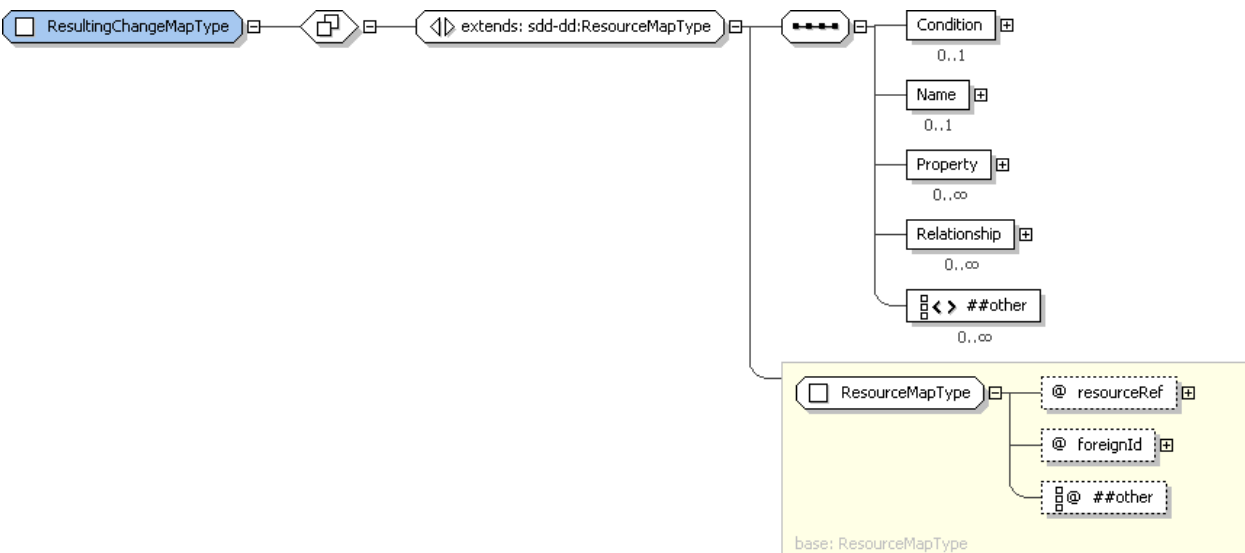 ResultingChangeMapType
extends: sdd-dd:ResourceMapType
Condition
0..1
Name
0..1
Property
0..∞
Relationship
0..∞
##other
0..∞
ResourceMapType
@ resourceRef
@ foreignId
@ ##other
base: ResourceMapType